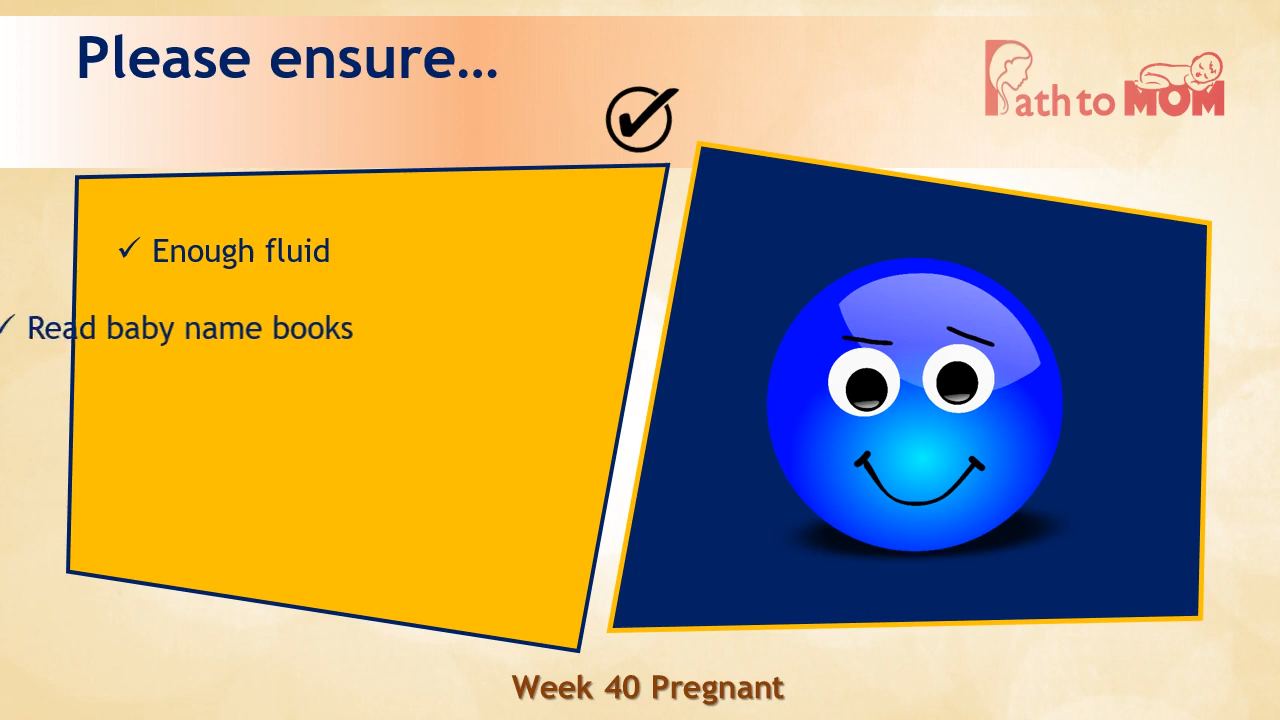 Please ensure…
Path to MOM
✓ Enough fluid
✓ Read baby name books
Week 40 Pregnant